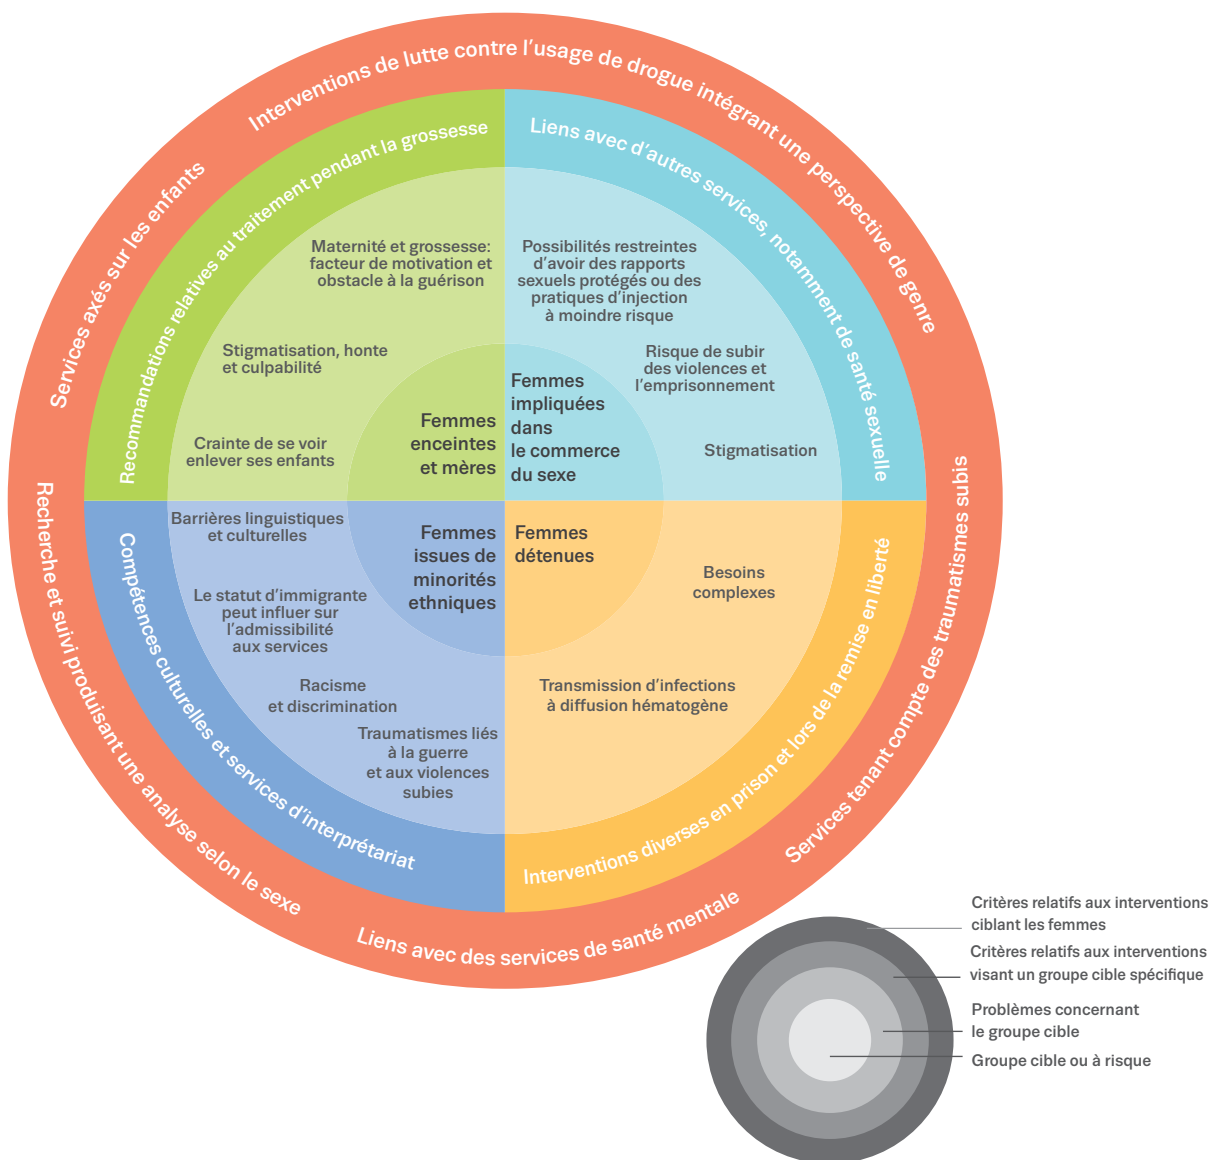 Interventions de lutte contre l'usage de drogue intégrant une perspective de genre
Services axés sur les enfants
Recommandations relatives au traitement pendant la grossesse
Liens avec d'autres services, notamment de santé sexuelle
Maternité et grossesse:
facteur de motivation et
obstacle à la guérison
Stigmatisation, honte
et culpabilité
Crainte de se voir
enlever ses enfants
Femmes
enceintes
et mères
Possibilités restreintes
d'avoir des rapports
sexuels protégés ou des
pratiques d'injection
à moindre risque
Risque de subir
des violences et
l'emprisonnement
Stigmatisation
Femmes
impliquées
dans
le commerce
du sexe
Barrières linguistiques
et culturelles
Le statut d'immigrante
peut influer sur
l'admissibilité
aux services
Racisme
et discrimination
Traumatismes liés
à la guerre
et aux violences
subies
Femmes
issues de
minorités
ethniques
Femmes
détenues
Besoins
complexes
Transmission d'infections
à diffusion hématogène
Compétences culturelles et services d'interprétariat
Interventions diverses en prison et lors de la remise en liberté
Recherche et suivi produisant une analyse selon le sexe
Liens avec des services de santé mentale
Services tenant compte des traumatismes subis
Critères relatifs aux interventions
ciblant les femmes
Critères relatifs aux interventions
visant un groupe cible spécifique
Problèmes concernant
le groupe cible
Groupe cible ou à risque